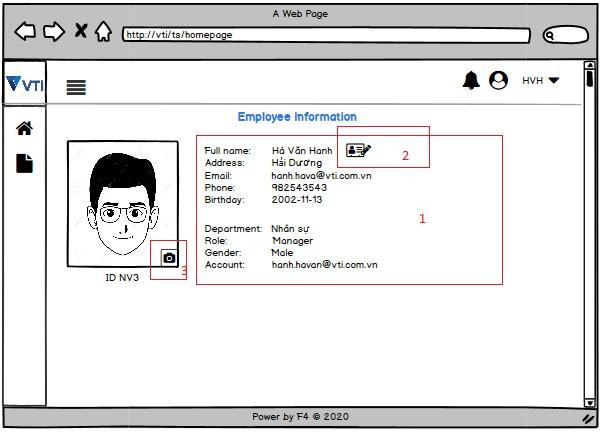 A Web Page
http://vti/ts/homepage
VTI
HVH
Employee information
Full name: Hà Văn Hanh
2
Address: Hải Dương
Email: hanh.hava@vti.com.vn
Phone: 982543543
Birthday: 2002-11-13
1
Department: Nhân sự
Role: Manager
Gender: Male
Account: hanh.havan@vti.com.vn
3
ID NV3
Power by F4 © 2020